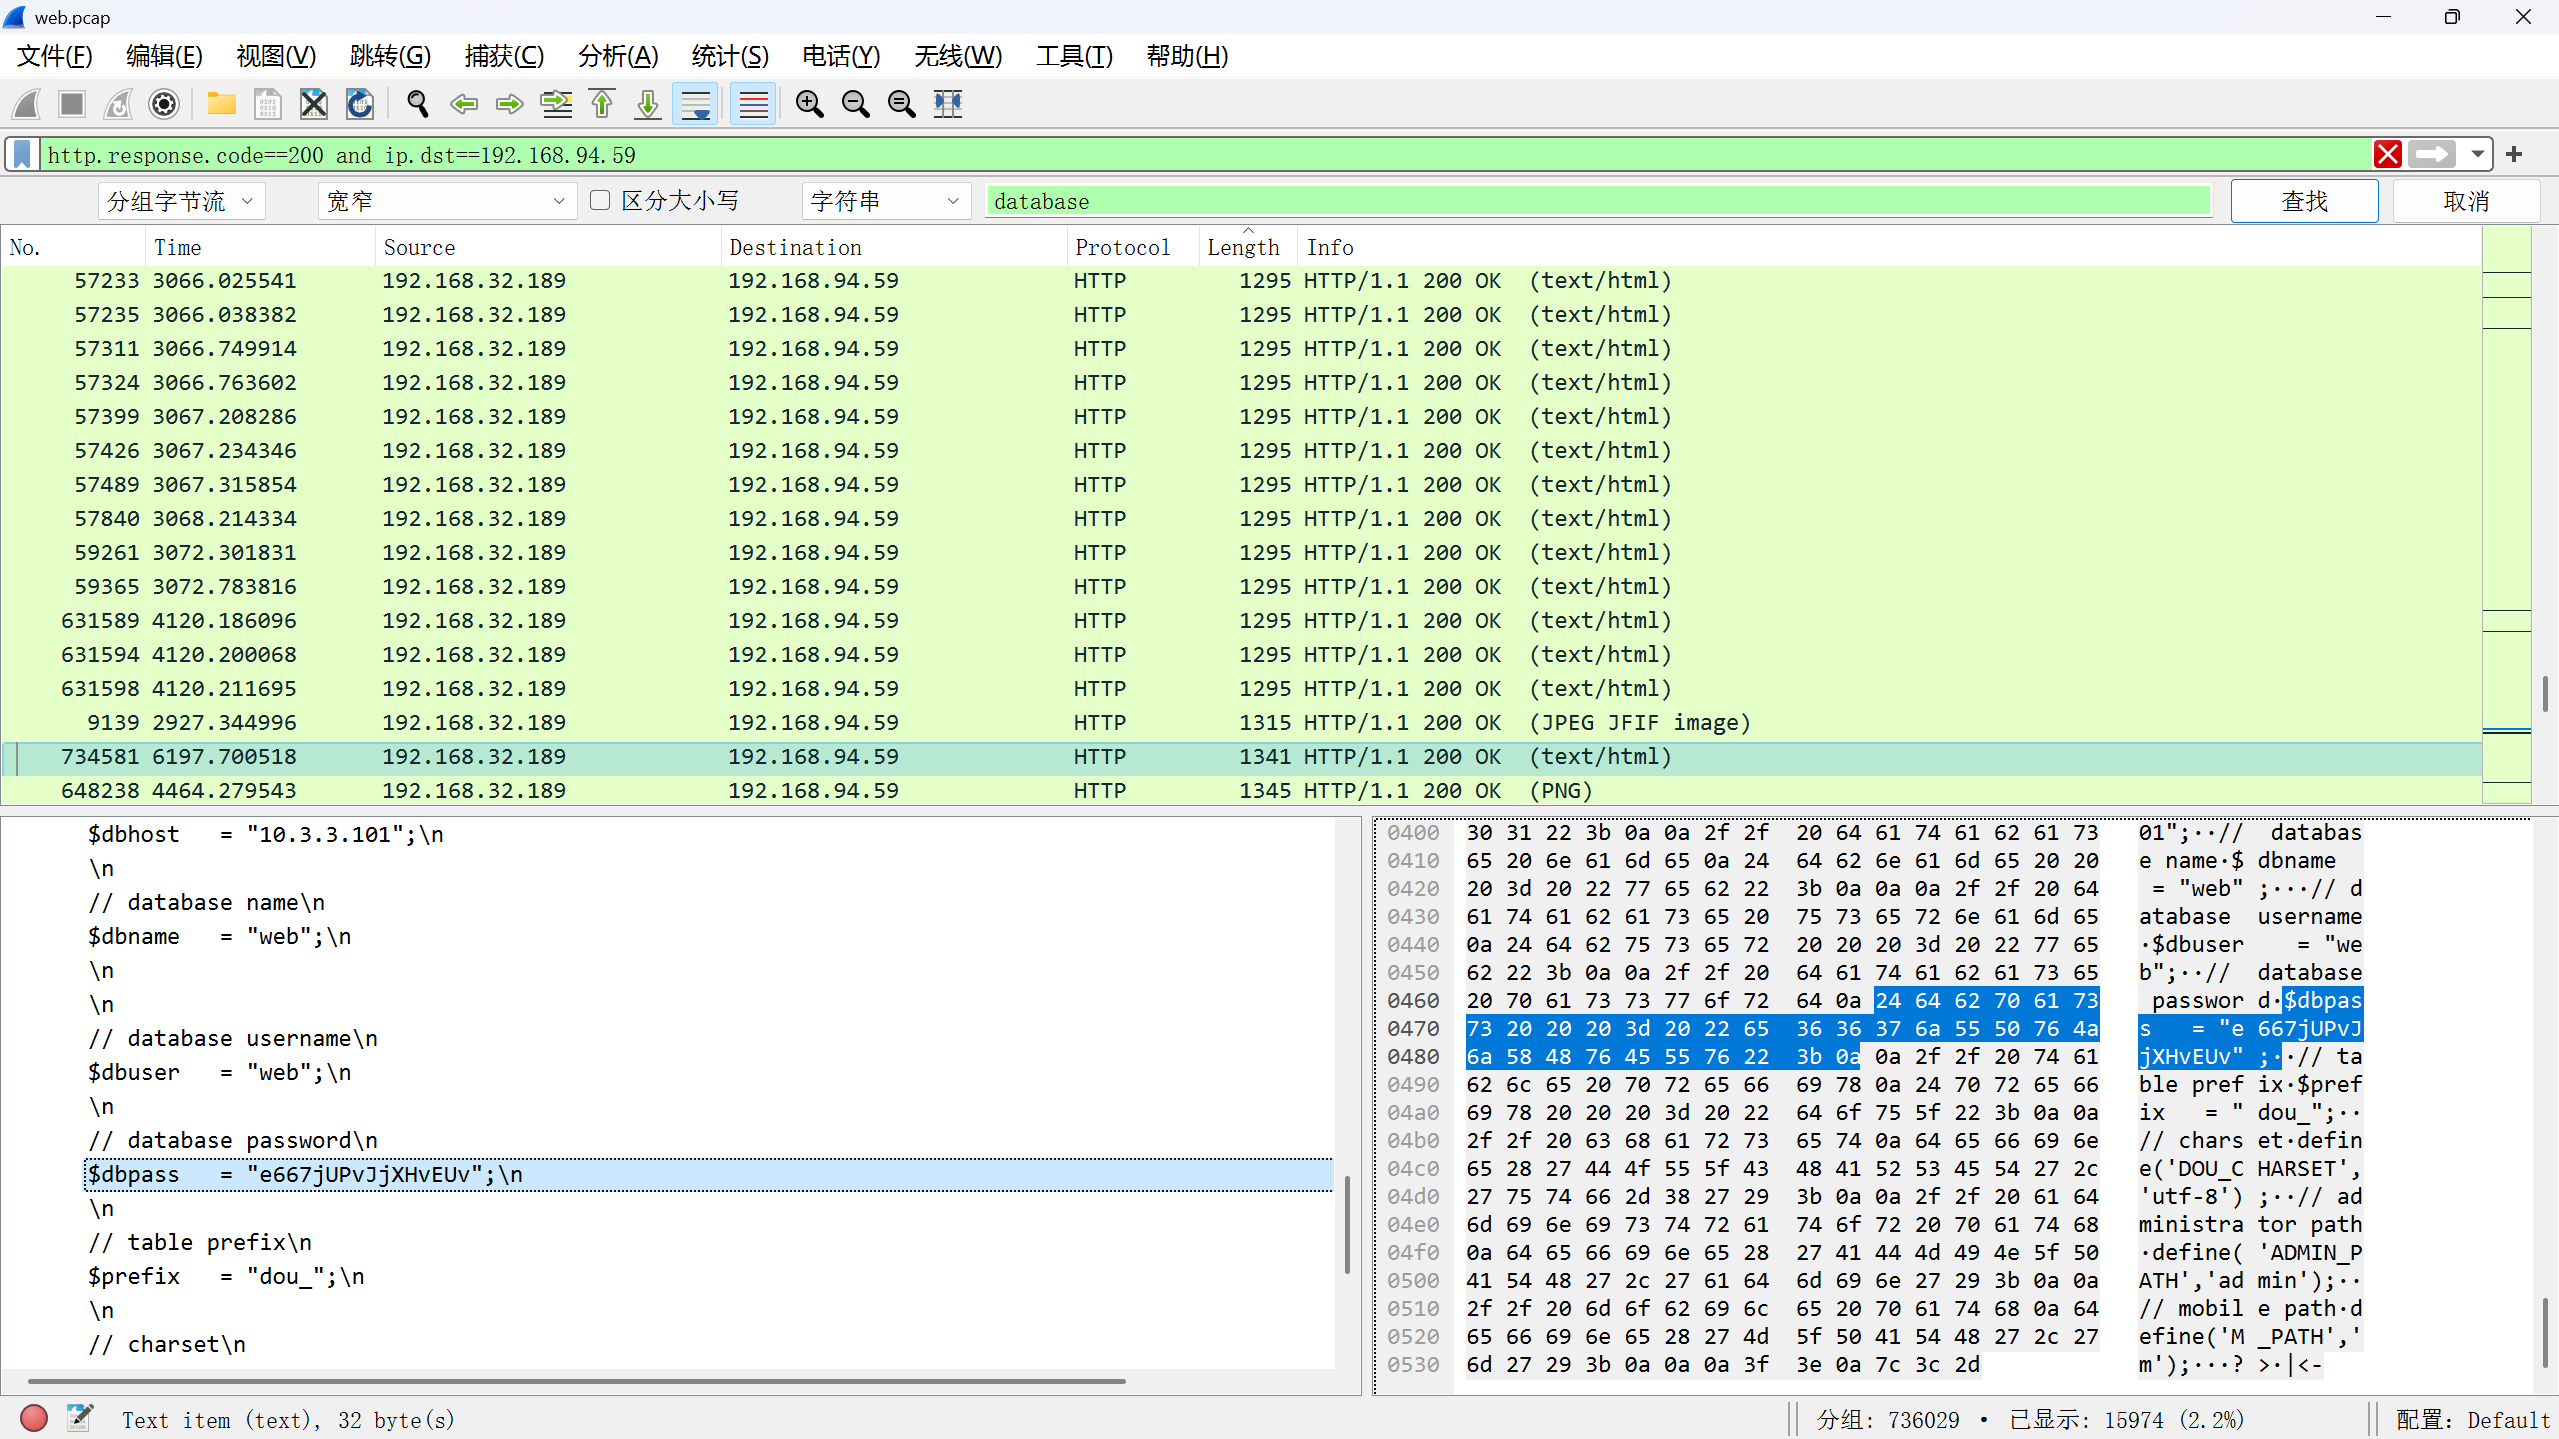 web.pcap
文件(F) 编辑(E) 视图(V) 跳转(G) 捕获(C) 分析(A) 统计(S) 电话(Y) 无线(W) 工具(T) 帮助(H)
http.response.code==200 and ip.dst==192.168.94.59
分组字节流 宽窄 区分大小写 字符串 database 查找 取消
No. Time Source Destination Protocol Length Info
57233 3066.025541 192.168.32.189 192.168.94.59 HTTP 1295 HTTP/1.1 200 OK  (text/html)
57235 3066.038382 192.168.32.189 192.168.94.59 HTTP 1295 HTTP/1.1 200 OK  (text/html)
57311 3066.749914 192.168.32.189 192.168.94.59 HTTP 1295 HTTP/1.1 200 OK  (text/html)
57324 3066.763602 192.168.32.189 192.168.94.59 HTTP 1295 HTTP/1.1 200 OK  (text/html)
57399 3067.208286 192.168.32.189 192.168.94.59 HTTP 1295 HTTP/1.1 200 OK  (text/html)
57426 3067.234346 192.168.32.189 192.168.94.59 HTTP 1295 HTTP/1.1 200 OK  (text/html)
57489 3067.315854 192.168.32.189 192.168.94.59 HTTP 1295 HTTP/1.1 200 OK  (text/html)
57840 3068.214334 192.168.32.189 192.168.94.59 HTTP 1295 HTTP/1.1 200 OK  (text/html)
59261 3072.301831 192.168.32.189 192.168.94.59 HTTP 1295 HTTP/1.1 200 OK  (text/html)
59365 3072.783816 192.168.32.189 192.168.94.59 HTTP 1295 HTTP/1.1 200 OK  (text/html)
631589 4120.186096 192.168.32.189 192.168.94.59 HTTP 1295 HTTP/1.1 200 OK  (text/html)
631594 4120.200068 192.168.32.189 192.168.94.59 HTTP 1295 HTTP/1.1 200 OK  (text/html)
631598 4120.211695 192.168.32.189 192.168.94.59 HTTP 1295 HTTP/1.1 200 OK  (text/html)
9139 2927.344996 192.168.32.189 192.168.94.59 HTTP 1315 HTTP/1.1 200 OK  (JPEG JFIF image)
734581 6197.700518 192.168.32.189 192.168.94.59 HTTP 1341 HTTP/1.1 200 OK  (text/html)
648238 4464.279543 192.168.32.189 192.168.94.59 HTTP 1345 HTTP/1.1 200 OK  (PNG)
$dbhost   = "10.3.3.101";\n
\n
// database name\n
$dbname   = "web";\n
\n
\n
// database username\n
$dbuser   = "web";\n
\n
// database password\n
$dbpass   = "e667jUPvJjXHvEUv";\n
\n
// table prefix\n
$prefix   = "dou_";\n
\n
// charset\n
0400 30 31 22 3b 0a 0a 2f 2f  20 64 61 74 61 62 61 73 01";··//  databas
0410 65 20 6e 61 6d 65 0a 24  64 62 6e 61 6d 65 20 20 e name·$ dbname
0420 20 3d 20 22 77 65 62 22  3b 0a 0a 0a 2f 2f 20 64  = "web" ;···// d
0430 61 74 61 62 61 73 65 20  75 73 65 72 6e 61 6d 65 atabase  username
0440 0a 24 64 62 75 73 65 72  20 20 20 3d 20 22 77 65 ·$dbuser    = "we
0450 62 22 3b 0a 0a 2f 2f 20  64 61 74 61 62 61 73 65 b";··//  database
0460 20 70 61 73 73 77 6f 72  64 0a 24 64 62 70 61 73  passwor d·$dbpas
0470 73 20 20 20 3d 20 22 65  36 36 37 6a 55 50 76 4a s   = "e 667jUPvJ
0480 6a 58 48 76 45 55 76 22  3b 0a 0a 2f 2f 20 74 61 jXHvEUv" ;··// ta
0490 62 6c 65 20 70 72 65 66  69 78 0a 24 70 72 65 66 ble pref ix·$pref
04a0 69 78 20 20 20 3d 20 22  64 6f 75 5f 22 3b 0a 0a ix   = " dou_";··
04b0 2f 2f 20 63 68 61 72 73  65 74 0a 64 65 66 69 6e // chars et·defin
04c0 65 28 27 44 4f 55 5f 43  48 41 52 53 45 54 27 2c e('DOU_C HARSET',
04d0 27 75 74 66 2d 38 27 29  3b 0a 0a 2f 2f 20 61 64 'utf-8') ;··// ad
04e0 6d 69 6e 69 73 74 72 61  74 6f 72 20 70 61 74 68 ministra tor path
04f0 0a 64 65 66 69 6e 65 28  27 41 44 4d 49 4e 5f 50 ·define( 'ADMIN_P
0500 41 54 48 27 2c 27 61 64  6d 69 6e 27 29 3b 0a 0a ATH','ad min');··
0510 2f 2f 20 6d 6f 62 69 6c  65 20 70 61 74 68 0a 64 // mobil e path·d
0520 65 66 69 6e 65 28 27 4d  5f 50 41 54 48 27 2c 27 efine('M _PATH','
0530 6d 27 29 3b 0a 0a 0a 3f  3e 0a 7c 3c 2d m');···? >·|<-
Text item (text), 32 byte(s) 分组: 736029 · 已显示: 15974 (2.2%) 配置: Default